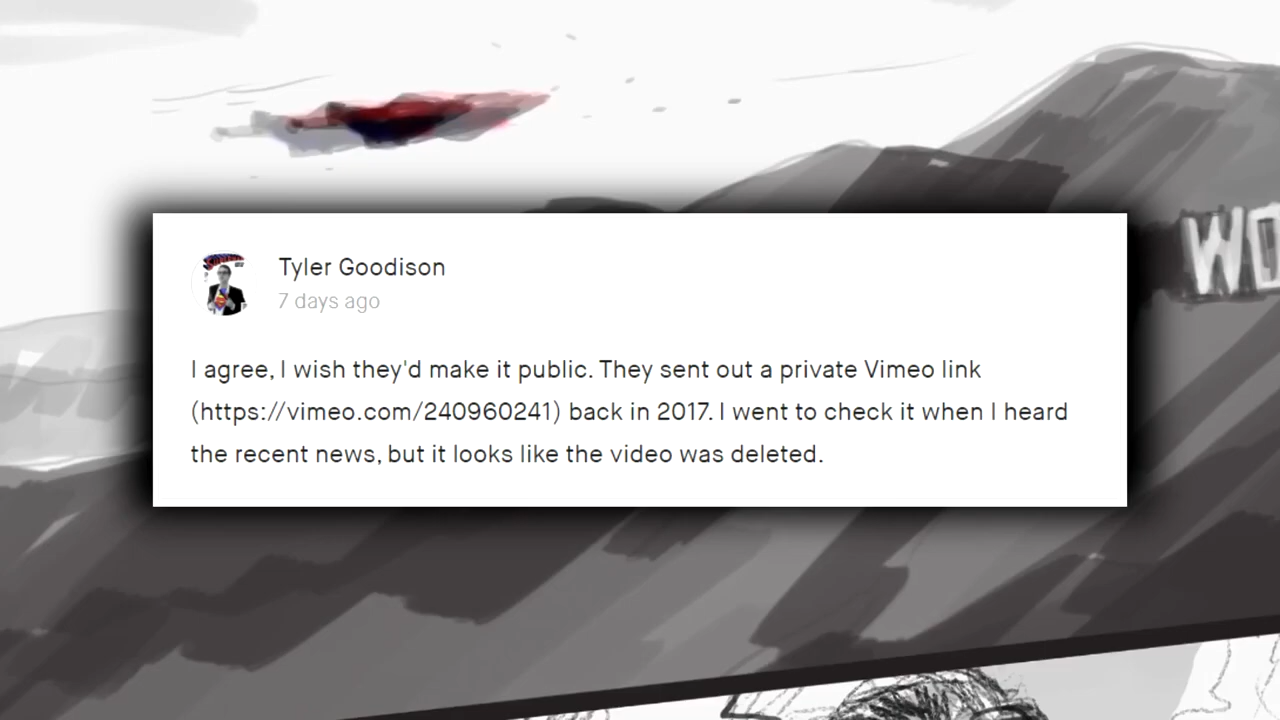 WO
Tyler Goodison
7 days ago
I agree, I wish they'd make it public. They sent out a private Vimeo link
(https://vimeo.com/240960241) back in 2017. I went to check it when I heard
the recent news, but it looks like the video was deleted.